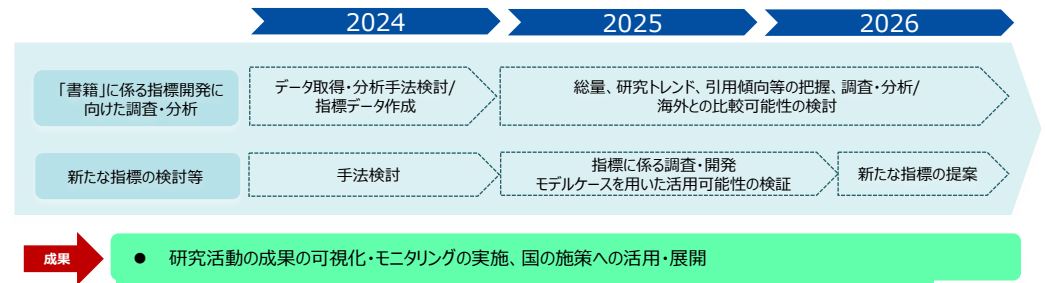 2024
2025
2026
「書籍」に係る指標開発に
向けた調査・分析
データ取得・分析手法検討/
指標データ作成
総量、研究トレンド、引用傾向等の把握、調査・分析/
海外との比較可能性の検討
新たな指標の検討等
手法検討
指標に係る調査・開発
モデルケースを用いた活用可能性の検証
新たな指標の提案
成果
● 研究活動の成果の可視化・モニタリングの実施、国の施策への活用・展開